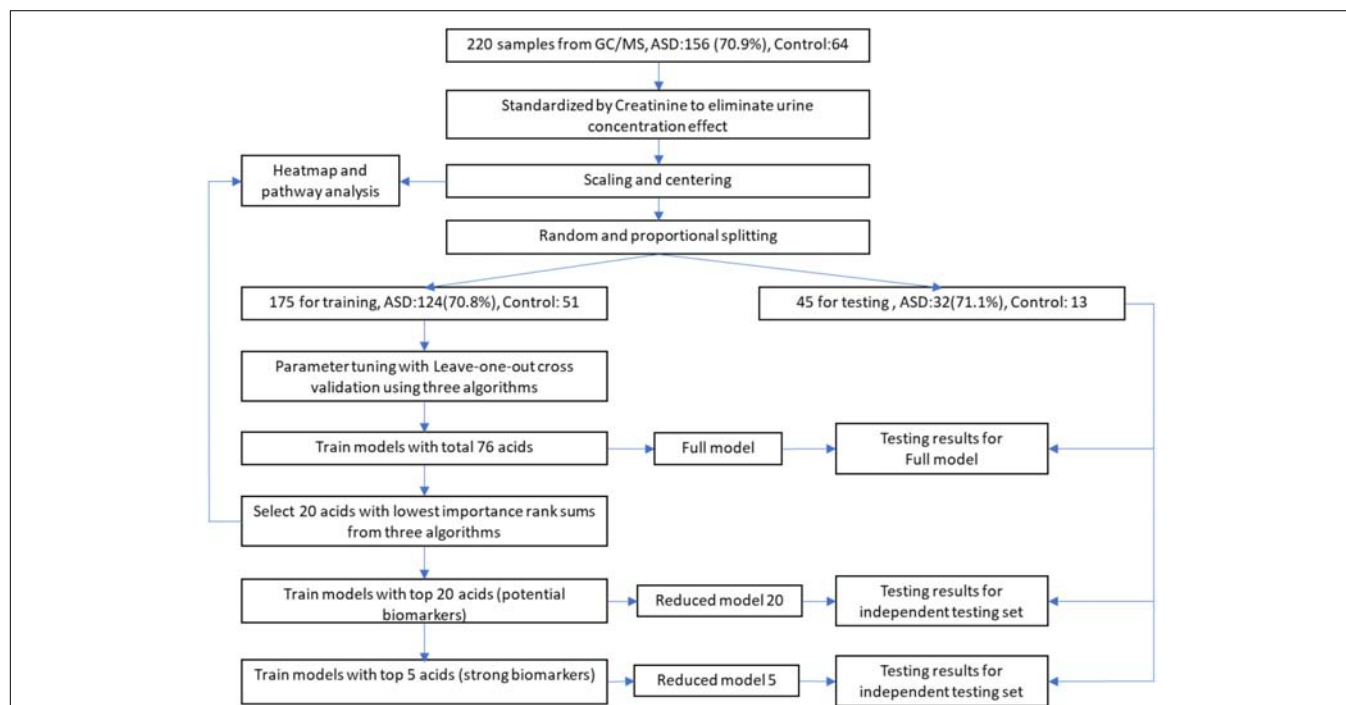 220 samples from GC/MS, ASD:156 (70.9%), Control:64
Standardized by Creatinine to eliminate urine
concentration effect
Heatmap and
pathway analysis
Scaling and centering
Random and proportional splitting
175 for training, ASD:124(70.8%), Control: 51
45 for testing , ASD:32(71.1%), Control: 13
Parameter tuning with Leave-one-out cross
validation using three algorithms
Train models with total 76 acids
Full model
Testing results for
Full model
Select 20 acids with lowest importance rank sums
from three algorithms
Train models with top 20 acids (potential
biomarkers)
Reduced model 20
Testing results for
independent testing set
Train models with top 5 acids (strong biomarkers)
Reduced model 5
Testing results for
independent testing set